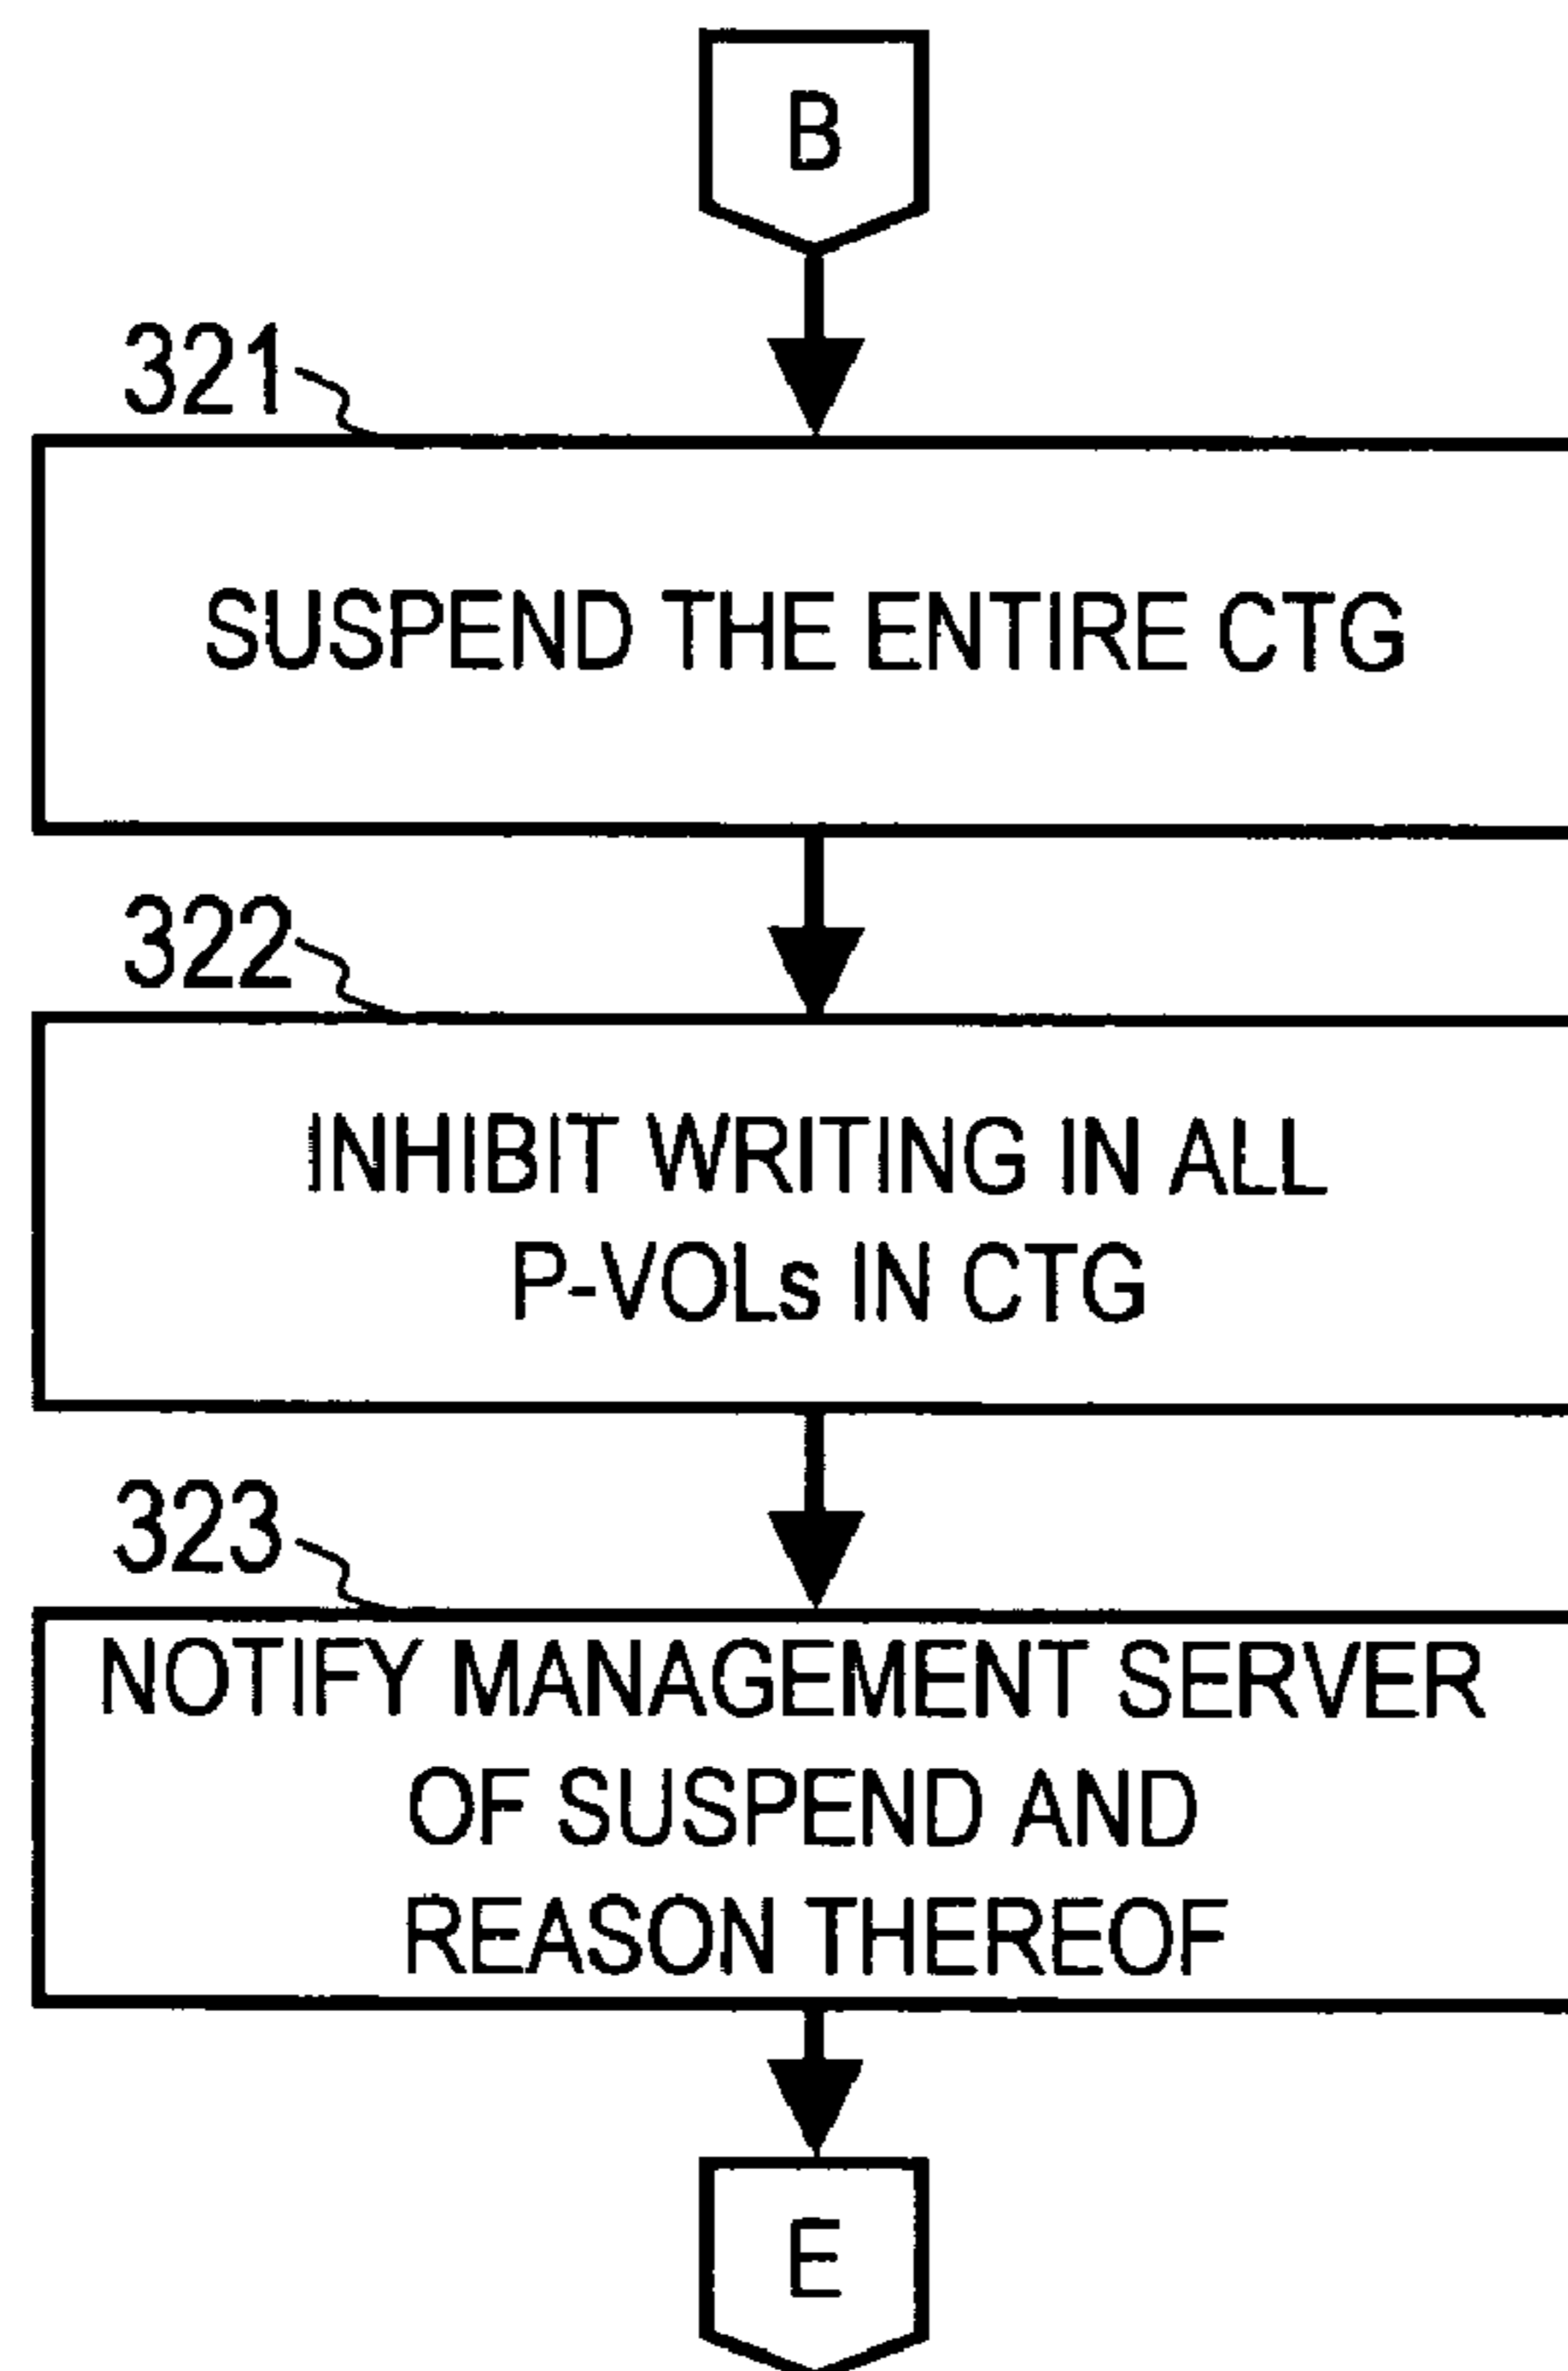 B
321
SUSPEND THE ENTIRE CTG
322
INHIBIT WRITING IN ALL
P-VOLs IN CTG
323
NOTIFY MANAGEMENT SERVER
OF SUSPEND AND
REASON THEREOF
E